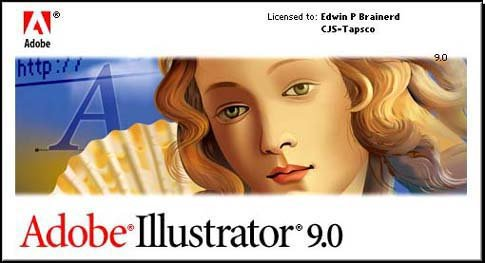 Adobe®
Licensed to: Edwin P Brainerd
CJS-Tapsco
9.0
http://
A
Adobe® Illustrator® 9.0